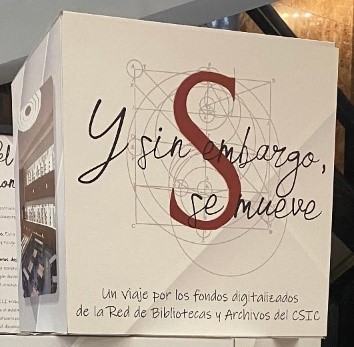 Y sin embargo,
se mueve
S
Un viaje por los fondos digitalizados
de la Red de Bibliotecas y Archivos del CSIC